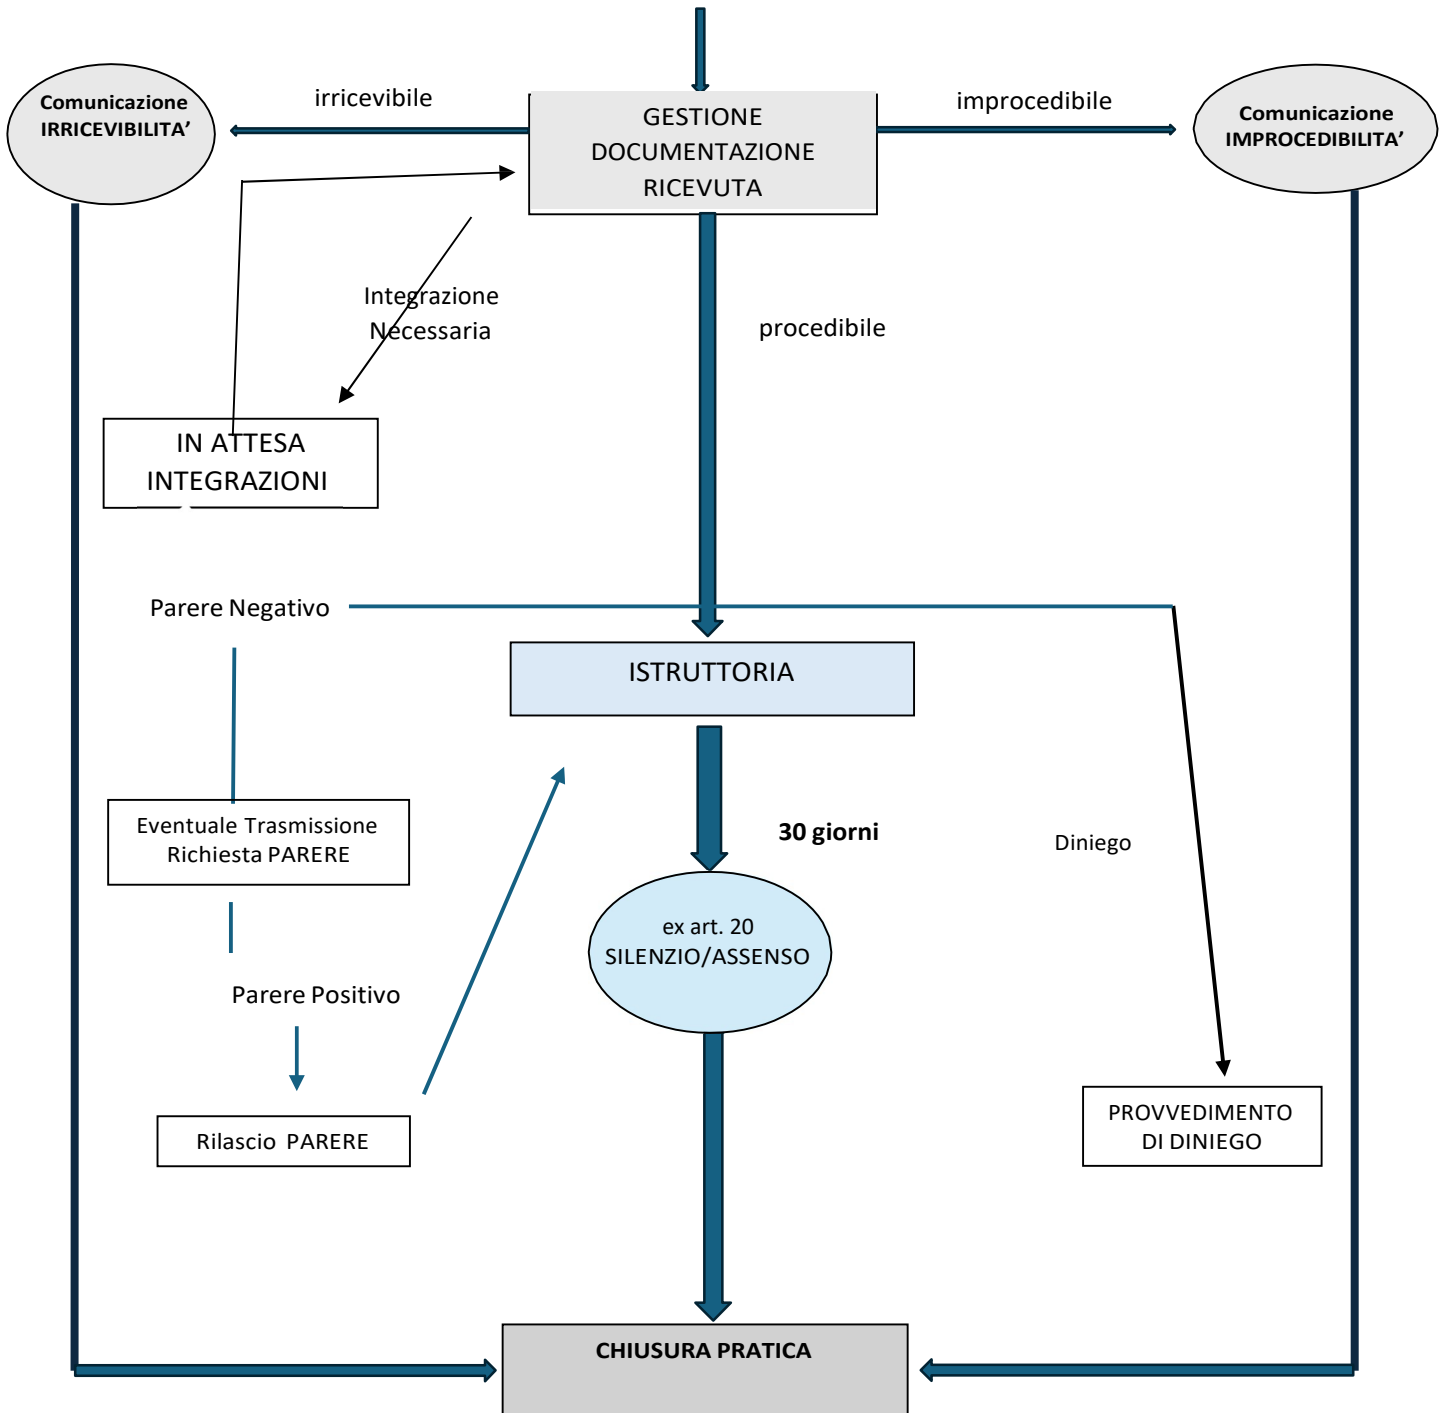 Comunicazione
IRRICEVIBILITA’
irricevibile
GESTIONE
DOCUMENTAZIONE
RICEVUTA
improcedibile
Comunicazione
IMPROCEDIBILITA’
Integrazione
Necessaria
procedibile
IN ATTESA
INTEGRAZIONI
Parere Negativo
ISTRUTTORIA
Eventuale Trasmissione
Richiesta PARERE
30 giorni
Diniego
ex art. 20
SILENZIO/ASSENSO
Parere Positivo
Rilascio PARERE
PROVVEDIMENTO
DI DINIEGO
CHIUSURA PRATICA